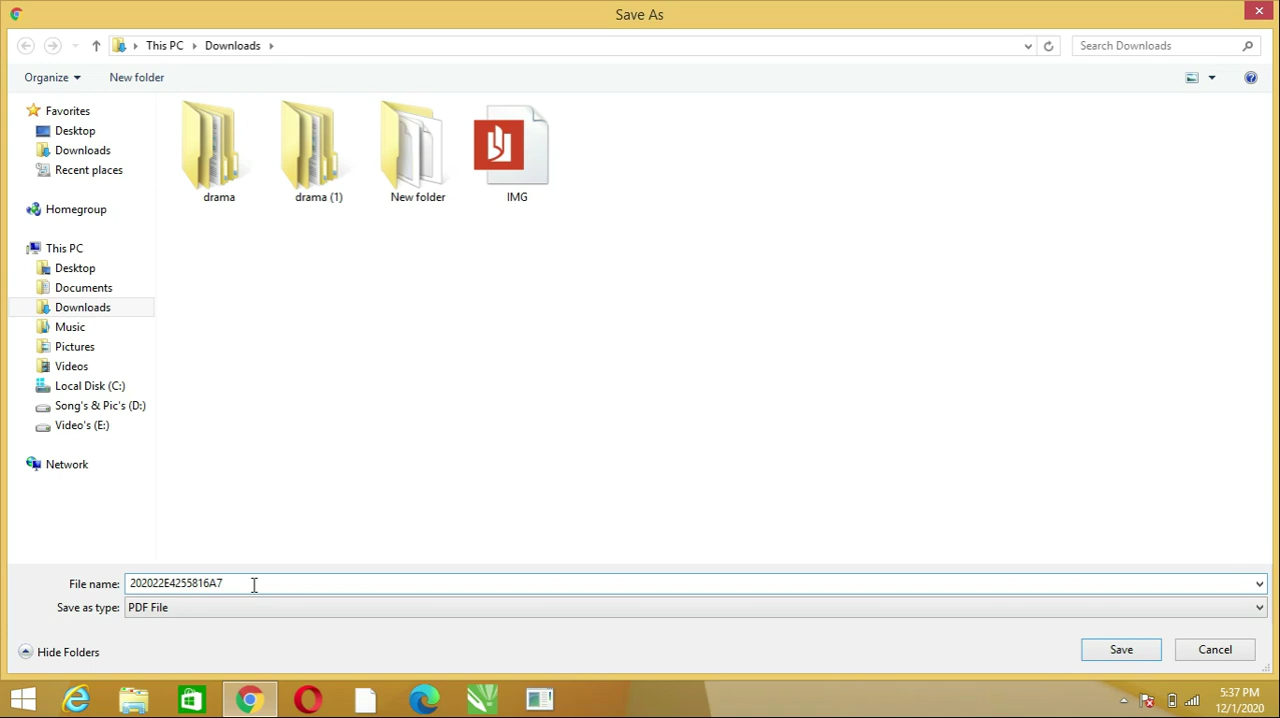 Save As
This PC Downloads
Search Downloads
Organize
New folder
Favorites
Desktop
Downloads
Recent places
Homegroup
This PC
Desktop
Documents
Downloads
Music
Pictures
Videos
Local Disk (C:)
Song's & Pic's (D:)
Video's (E:)
Network
drama
drama (1)
New folder
IMG
File name: 202022E4255816A7
Save as type: PDF File
Hide Folders
Save
Cancel
5:37 PM
12/1/2020